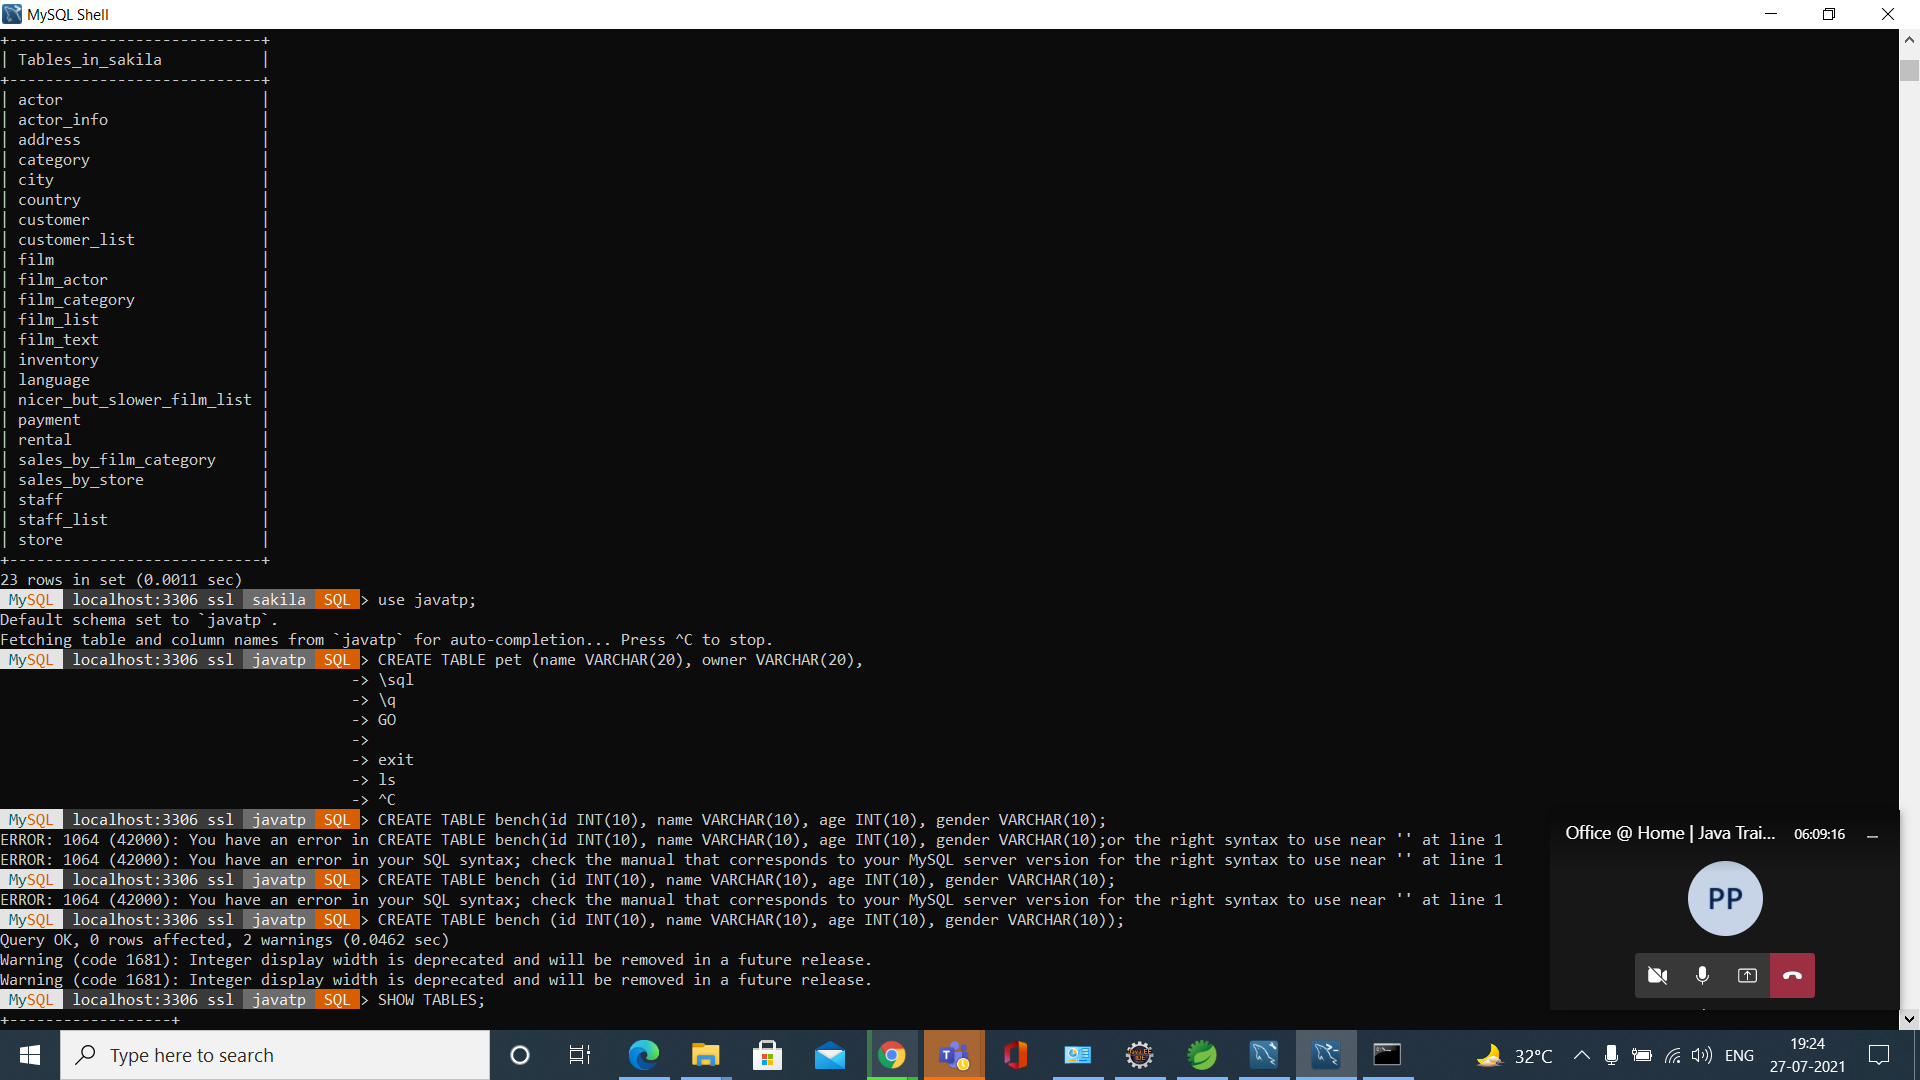 MySQL Shell
+----------------------------+
| Tables_in_sakila           |
+----------------------------+
| actor                      |
| actor_info                 |
| address                    |
| category                   |
| city                       |
| country                    |
| customer                   |
| customer_list              |
| film                       |
| film_actor                 |
| film_category              |
| film_list                  |
| film_text                  |
| inventory                  |
| language                   |
| nicer_but_slower_film_list |
| payment                    |
| rental                     |
| sales_by_film_category     |
| sales_by_store             |
| staff                      |
| staff_list                 |
| store                      |
+----------------------------+
23 rows in set (0.0011 sec)
MySQL localhost:3306 ssl sakila SQL > use javatp;
Default schema set to `javatp`.
Fetching table and column names from `javatp` for auto-completion... Press ^C to stop.
MySQL localhost:3306 ssl javatp SQL > CREATE TABLE pet (name VARCHAR(20), owner VARCHAR(20),
-> \sql
-> \q
-> GO
->
-> exit
-> ls
-> ^C
MySQL localhost:3306 ssl javatp SQL > CREATE TABLE bench(id INT(10), name VARCHAR(10), age INT(10), gender VARCHAR(10);
ERROR: 1064 (42000): You have an error in CREATE TABLE bench(id INT(10), name VARCHAR(10), age INT(10), gender VARCHAR(10);or the right syntax to use near '' at line 1
ERROR: 1064 (42000): You have an error in your SQL syntax; check the manual that corresponds to your MySQL server version for the right syntax to use near '' at line 1
MySQL localhost:3306 ssl javatp SQL > CREATE TABLE bench (id INT(10), name VARCHAR(10), age INT(10), gender VARCHAR(10);
ERROR: 1064 (42000): You have an error in your SQL syntax; check the manual that corresponds to your MySQL server version for the right syntax to use near '' at line 1
MySQL localhost:3306 ssl javatp SQL > CREATE TABLE bench (id INT(10), name VARCHAR(10), age INT(10), gender VARCHAR(10));
Query OK, 0 rows affected, 2 warnings (0.0462 sec)
Warning (code 1681): Integer display width is deprecated and will be removed in a future release.
Warning (code 1681): Integer display width is deprecated and will be removed in a future release.
MySQL localhost:3306 ssl javatp SQL > SHOW TABLES;
+------------------+
Office @ Home | Java Trai... 06:09:16
PP
Type here to search
32°C
ENG
19:24
27-07-2021